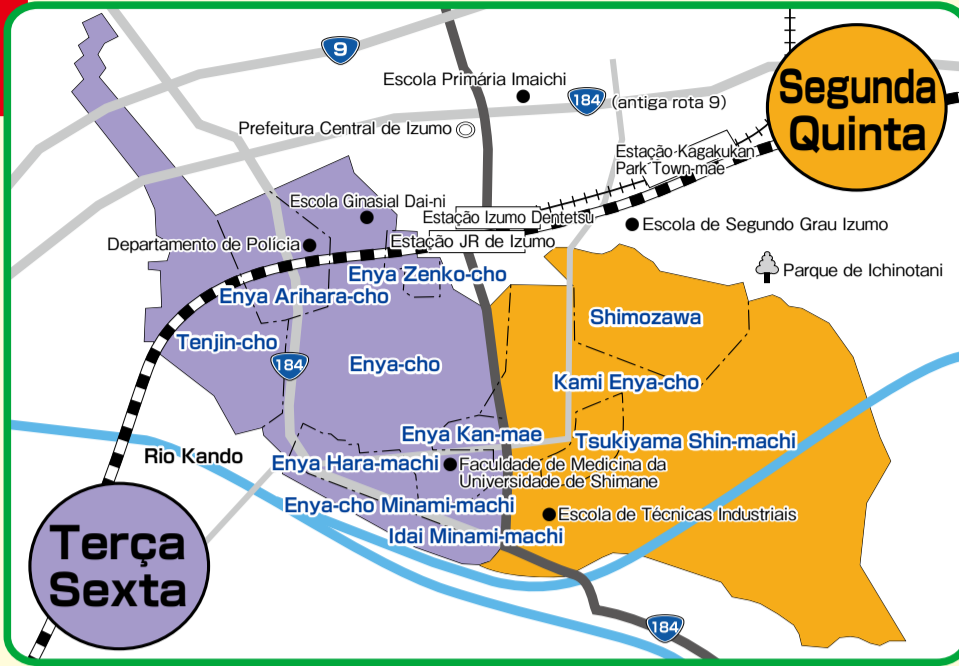 9
Escola Primária Imaichi
184 (antiga rota 9)
Prefeitura Central de Izumo
Segunda
Quinta
Estação Kagakukan
Park Town-mae
Escola Ginasial Dai-ni
Estação Izumo Dentetsu
Escola de Segundo Grau Izumo
Departamento de Polícia
Estação JR de Izumo
Parque de Ichinotani
Enya Zenko-cho
Enya Arihara-cho
Shimozawa
Tenjin-cho
184
Enya-cho
Kami Enya-cho
Enya Kan-mae
Tsukiyama Shin-machi
Rio Kando
Enya Hara-machi
Faculdade de Medicina da
Universidade de Shimane
Enya-cho Minami-machi
Escola de Técnicas Industriais
Idai Minami-machi
Terça
Sexta
184